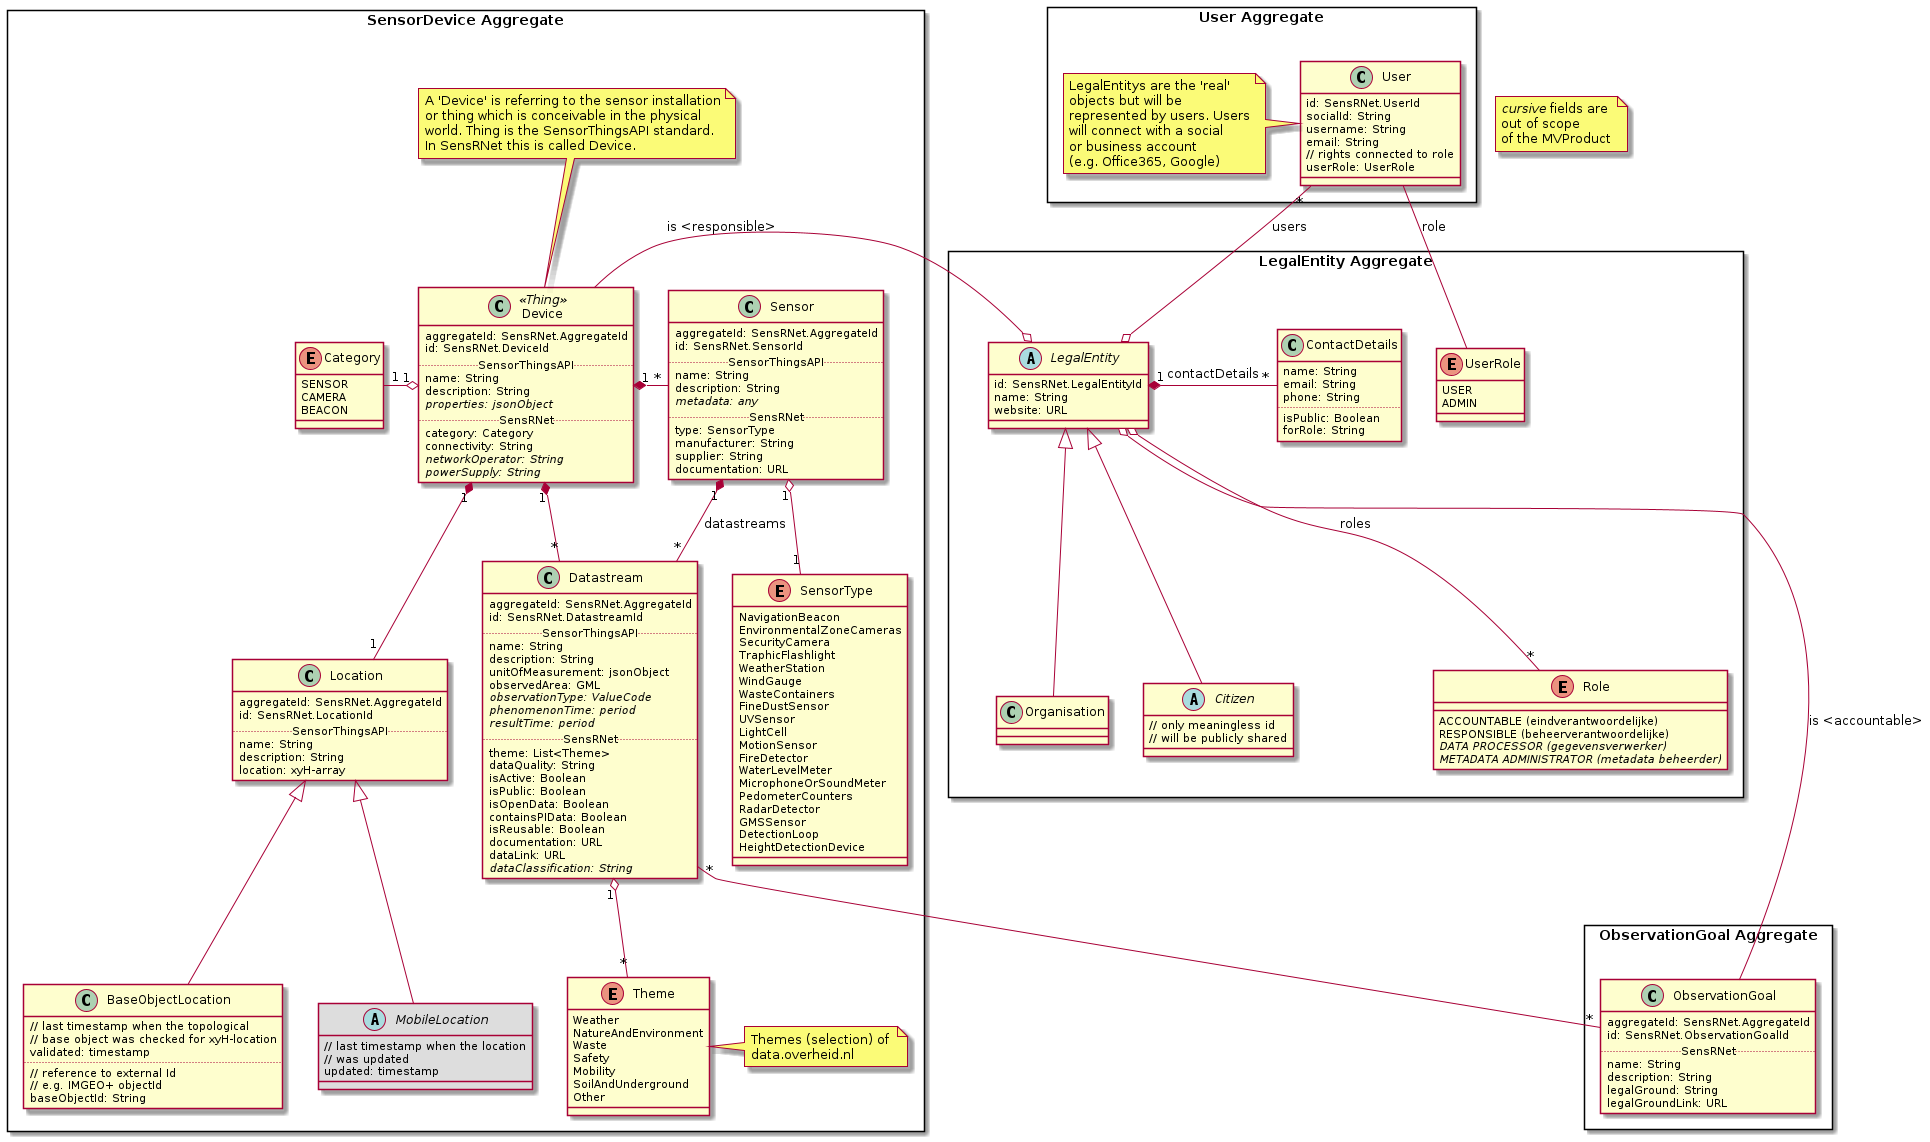 SensorDevice Aggregate
A 'Device' is referring to the sensor installation
or thing which is conceivable in the physical
world. Thing is the SensorThingsAPI standard.
In SensRNet this is called Device.
is <responsible>
C
«Thing»
Device
aggregateId: SensRNet.AggregateId
id: SensRNet.DeviceId
SensorThingsAPI
name: String
description: String
properties: jsonObject
SensRNet
category: Category
connectivity: String
networkOperator: String
powerSupply: String
C Sensor
aggregateId: SensRNet.AggregateId
id: SensRNet.SensorId
SensorThingsAPI
name: String
description: String
metadata: any
SensRNet
type: SensorType
manufacturer: String
supplier: String
documentation: URL
E Category
SENSOR
CAMERA
BEACON
1 1
1 *
1
1
1
1
datastreams
*
*
1
1
C Datastream
aggregateId: SensRNet.AggregateId
id: SensRNet.DatastreamId
SensorThingsAPI
name: String
description: String
unitOfMeasurement: jsonObject
observedArea: GML
observationType: ValueCode
phenomenonTime: period
resultTime: period
SensRNet
theme: List<Theme>
dataQuality: String
isActive: Boolean
isPublic: Boolean
isOpenData: Boolean
containsPIData: Boolean
isReusable: Boolean
documentation: URL
dataLink: URL
dataClassification: String
E SensorType
NavigationBeacon
EnvironmentalZoneCameras
SecurityCamera
TraphicFlashlight
WeatherStation
WindGauge
WasteContainers
FineDustSensor
UVSensor
LightCell
MotionSensor
FireDetector
WaterLevelMeter
MicrophoneOrSoundMeter
PedometerCounters
RadarDetector
GMSSensor
DetectionLoop
HeightDetectionDevice
C Location
aggregateId: SensRNet.AggregateId
id: SensRNet.LocationId
SensorThingsAPI
name: String
description: String
location: xyH-array
*
1
*
C BaseObjectLocation
// last timestamp when the topological
// base object was checked for xyH-location
validated: timestamp
// reference to external Id
// e.g. IMGEO+ objectId
baseObjectId: String
A MobileLocation
// last timestamp when the location
// was updated
updated: timestamp
E Theme
Weather
NatureAndEnvironment
Waste
Safety
Mobility
SoilAndUnderground
Other
Themes (selection) of
data.overheid.nl
User Aggregate
LegalEntitys are the 'real'
objects but will be
represented by users. Users
will connect with a social
or business account
(e.g. Office365, Google)
C User
id: SensRNet.UserId
socialId: String
username: String
email: String
// rights connected to role
userRole: UserRole
cursive fields are
out of scope
of the MVProduct
*
users
role
LegalEntity Aggregate
A LegalEntity
id: SensRNet.LegalEntityId
name: String
website: URL
1 contactDetails *
C ContactDetails
name: String
email: String
phone: String
isPublic: Boolean
forRole: String
E UserRole
USER
ADMIN
roles
*
C Organisation
A Citizen
// only meaningless id
// will be publicly shared
E Role
ACCOUNTABLE (eindverantwoordelijke)
RESPONSIBLE (beheerverantwoordelijke)
DATA PROCESSOR (gegevensverwerker)
METADATA ADMINISTRATOR (metadata beheerder)
is <accountable>
ObservationGoal Aggregate
*
C ObservationGoal
aggregateId: SensRNet.AggregateId
id: SensRNet.ObservationGoalId
SensRNet
name: String
description: String
legalGround: String
legalGroundLink: URL